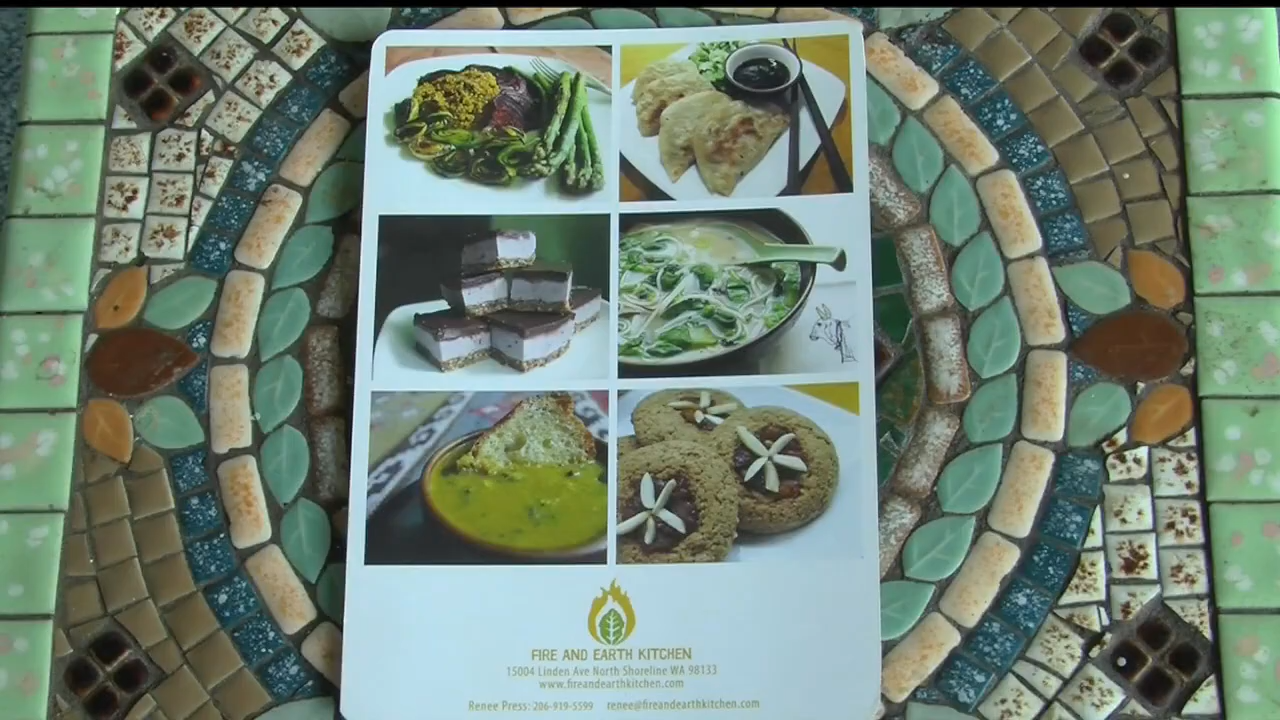 FIRE AND EARTH KITCHEN
15004 Linden Ave North Shoreline WA 98133
www.fireandearthkitchen.com
Renee Press: 206-919-5599 renee@fireandearthkitchen.com